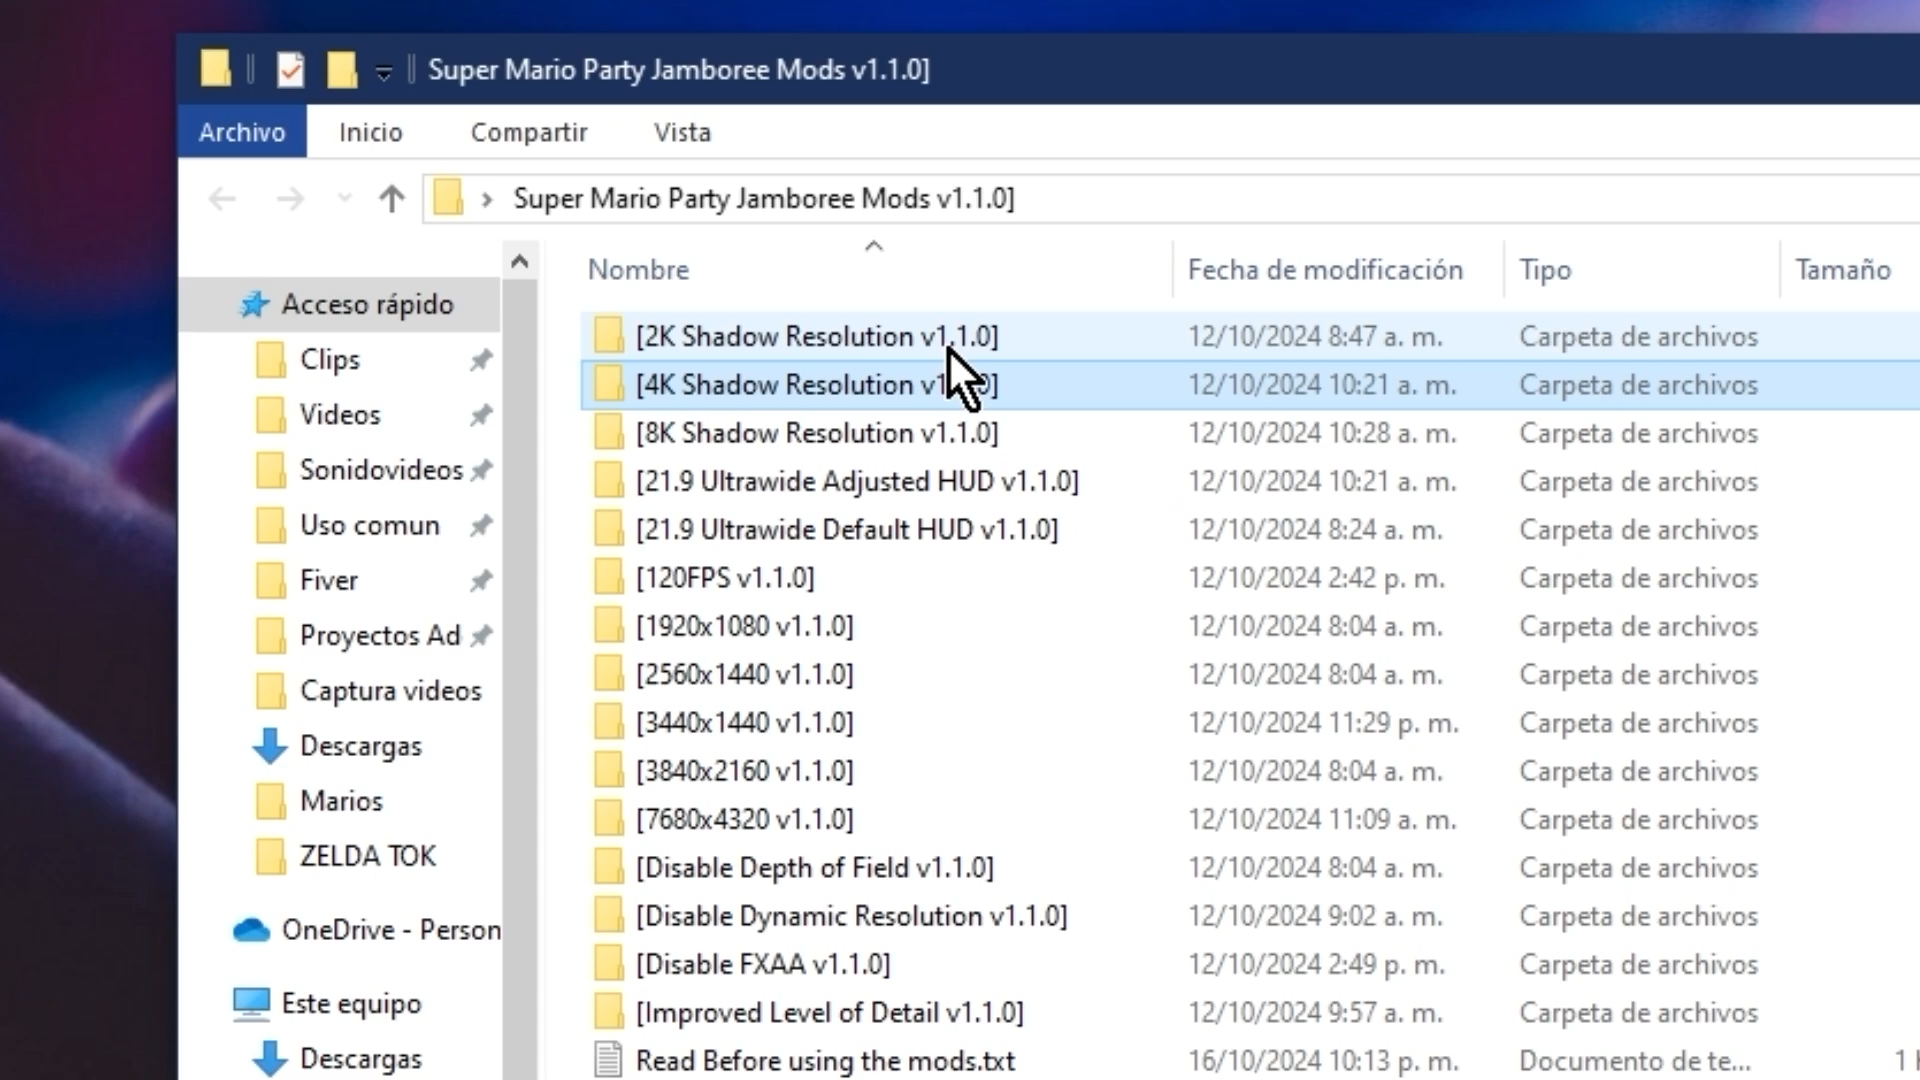 Super Mario Party Jamboree Mods v1.1.0]
Archivo Inicio Compartir Vista
Super Mario Party Jamboree Mods v1.1.0]
Nombre Fecha de modificación Tipo Tamaño
Acceso rápido
Clips
Videos
Sonidovideos
Uso comun
Fiver
Proyectos Ad
Captura videos
Descargas
Marios
ZELDA TOK
OneDrive - Person
Este equipo
Descargas
[2K Shadow Resolution v1.1.0] 12/10/2024 8:47 a. m. Carpeta de archivos
[4K Shadow Resolution 12/10/2024 10:21 a. m. Carpeta de archivos
[8K Shadow Resolution v1.1.0] 12/10/2024 10:28 a. m. Carpeta de archivos
[21.9 Ultrawide Adjusted HUD v1.1.0] 12/10/2024 10:21 a. m. Carpeta de archivos
[21.9 Ultrawide Default HUD v1.1.0] 12/10/2024 8:24 a. m. Carpeta de archivos
[120FPS v1.1.0] 12/10/2024 2:42 p. m. Carpeta de archivos
[1920x1080 v1.1.0] 12/10/2024 8:04 a. m. Carpeta de archivos
[2560x1440 v1.1.0] 12/10/2024 8:04 a. m. Carpeta de archivos
[3440x1440 v1.1.0] 12/10/2024 11:29 p. m. Carpeta de archivos
[3840x2160 v1.1.0] 12/10/2024 8:04 a. m. Carpeta de archivos
[7680x4320 v1.1.0] 12/10/2024 11:09 a. m. Carpeta de archivos
[Disable Depth of Field v1.1.0] 12/10/2024 8:04 a. m. Carpeta de archivos
[Disable Dynamic Resolution v1.1.0] 12/10/2024 9:02 a. m. Carpeta de archivos
[Disable FXAA v1.1.0] 12/10/2024 2:49 p. m. Carpeta de archivos
[Improved Level of Detail v1.1.0] 12/10/2024 9:57 a. m. Carpeta de archivos
Read Before using the mods.txt 16/10/2024 10:13 p. m. Documento de te... 1